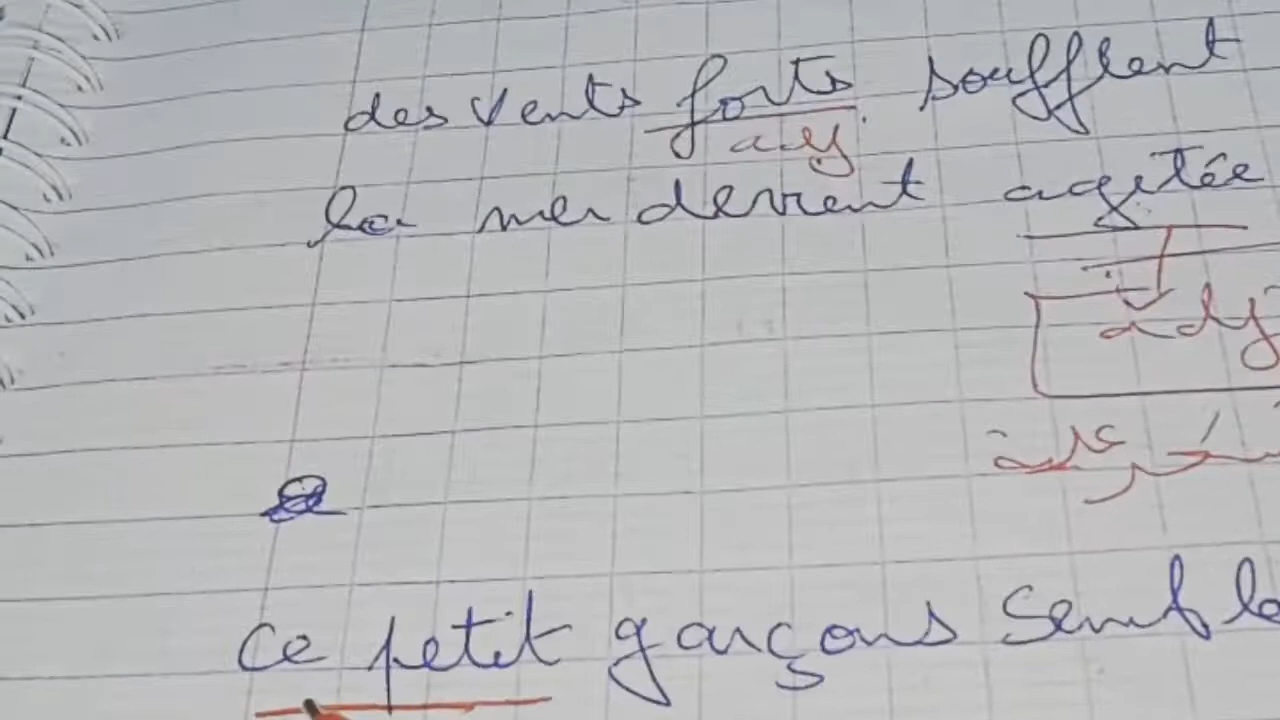 des vents forts soufflent
adj.
la mer devient agitée
adj
ce petit garçons semble